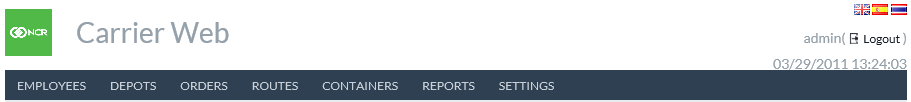 NCR
Carrier Web
admin( Logout )
03/29/2011 13:24:03
EMPLOYEES DEPOTS ORDERS ROUTES CONTAINERS REPORTS SETTINGS